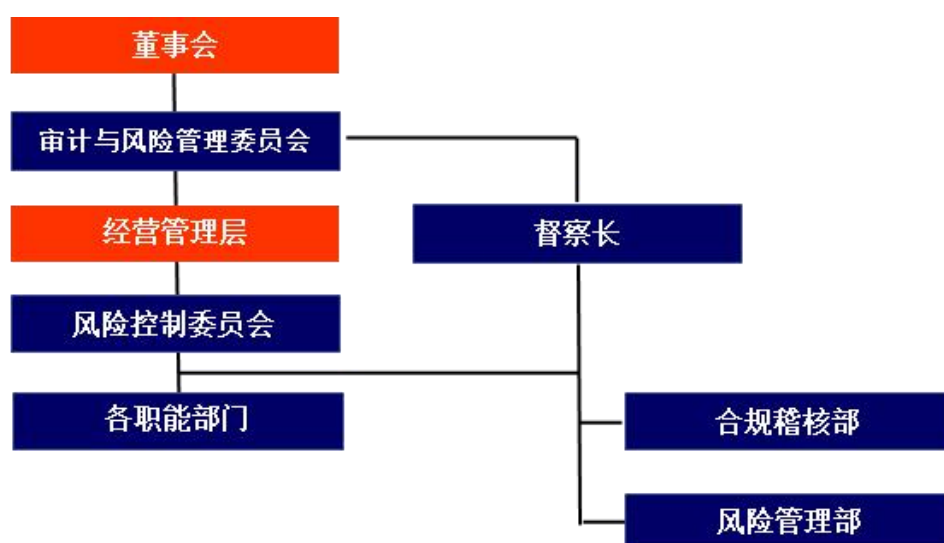 董事会
审计与风险管理委员会
经营管理层
督察长
风险控制委员会
各职能部门
合规稽核部
风险管理部